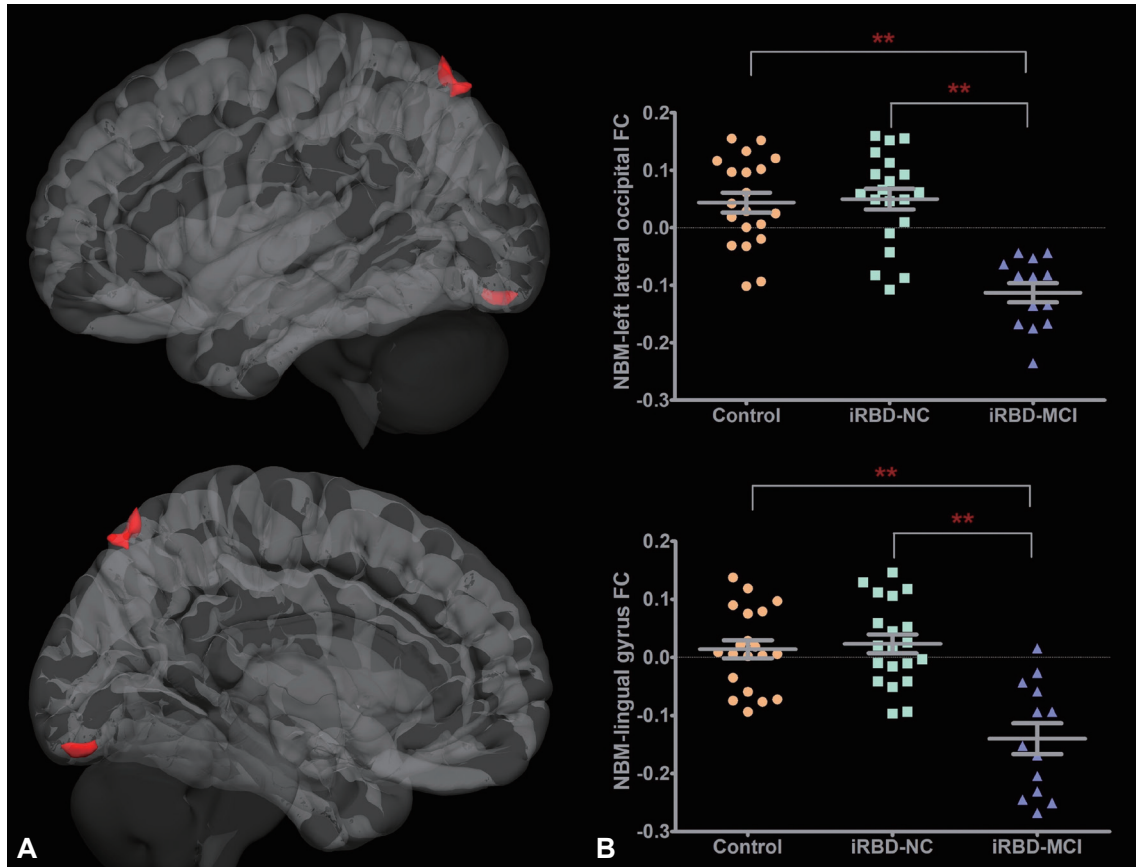 **
**
NBM-left lateral occipital FC
0.2
0.1
0.0
-0.1
-0.2
-0.3
Control
iRBD-NC
iRBD-MCI
**
**
NBM-lingual gyrus FC
0.2
0.1
0.0
-0.1
-0.2
-0.3
Control
iRBD-NC
iRBD-MCI
A
B